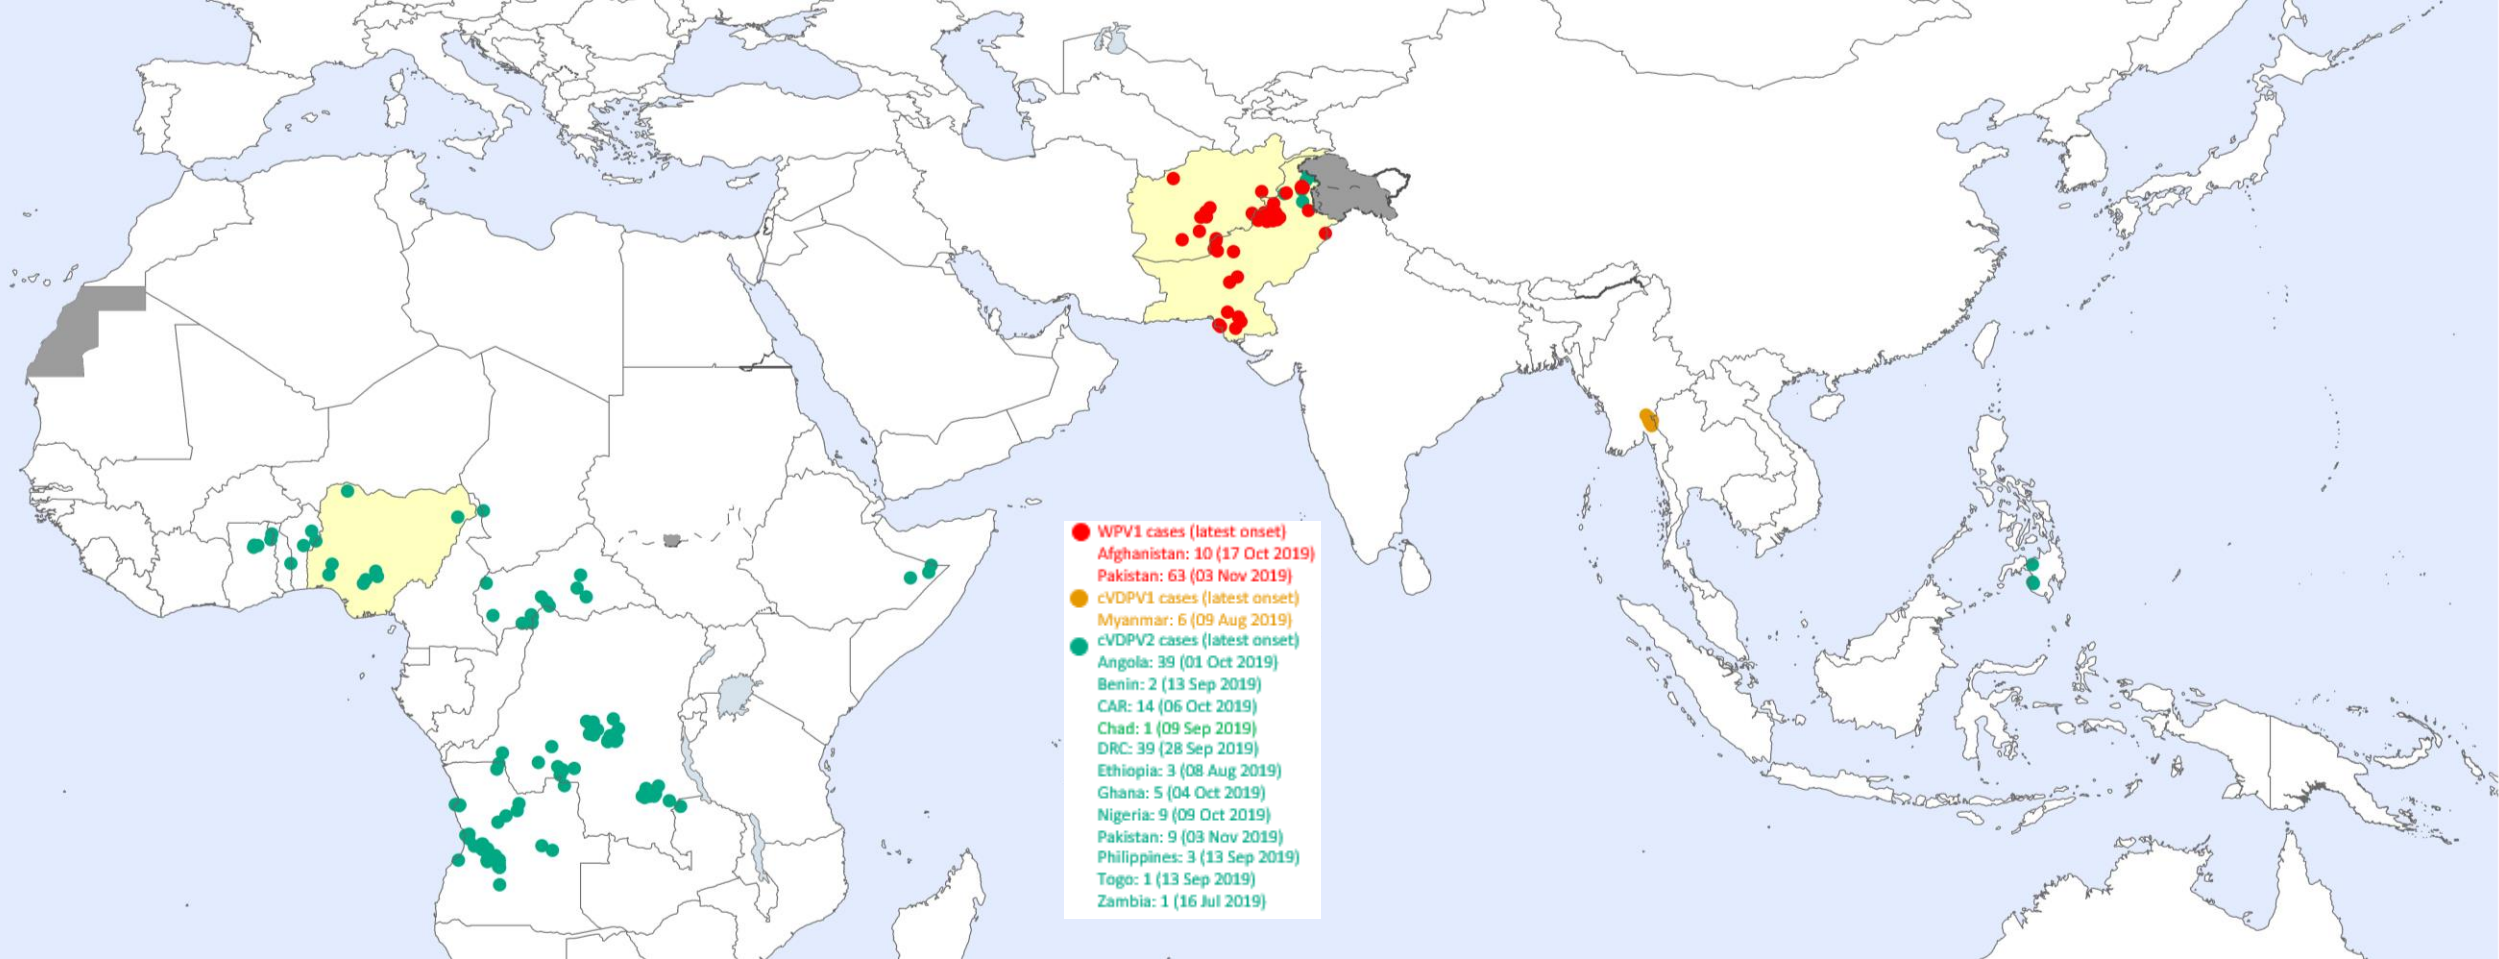 WPV1 cases (latest onset)
Afghanistan: 10 (17 Oct 2019)
Pakistan: 63 (03 Nov 2019)
cVDPV1 cases (latest onset)
Myanmar: 6 (09 Aug 2019)
cVDPV2 cases (latest onset)
Angola: 39 (01 Oct 2019)
Benin: 2 (13 Sep 2019)
CAR: 14 (06 Oct 2019)
Chad: 1 (09 Sep 2019)
DRC: 39 (28 Sep 2019)
Ethiopia: 3 (08 Aug 2019)
Ghana: 5 (04 Oct 2019)
Nigeria: 9 (09 Oct 2019)
Pakistan: 9 (03 Nov 2019)
Philippines: 3 (13 Sep 2019)
Togo: 1 (13 Sep 2019)
Zambia: 1 (16 Jul 2019)